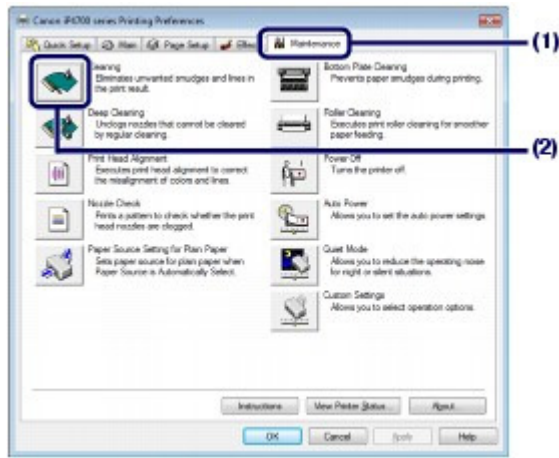 Canon iP4700 series Printing Preferences
Quick Setup Main Page Setup Effects Maintenance
(1)
Cleaning
Eliminates unwanted smudges and lines in
the print result.
Bottom Plate Cleaning
Prevents paper smudges during printing.
Deep Cleaning
Unclogs nozzles that cannot be cleared
by regular cleaning.
Roller Cleaning
Executes print roller cleaning for smoother
paper feeding.
(2)
Print Head Alignment
Executes print head alignment to correct
the misalignment of colors and lines.
Power Off
Turns the printer off.
Nozzle Check
Prints a pattern to check whether the print
head nozzles are clogged.
Auto Power
Allows you to set the auto power settings.
Paper Source Setting for Plain Paper
Sets paper source for plain paper when
Paper Source is Automatically Select.
Quiet Mode
Allows you to reduce the operating noise
for night or silent situations.
Custom Settings
Allows you to select operation options.
Instructions View Printer Status... About...
OK Cancel Apply Help